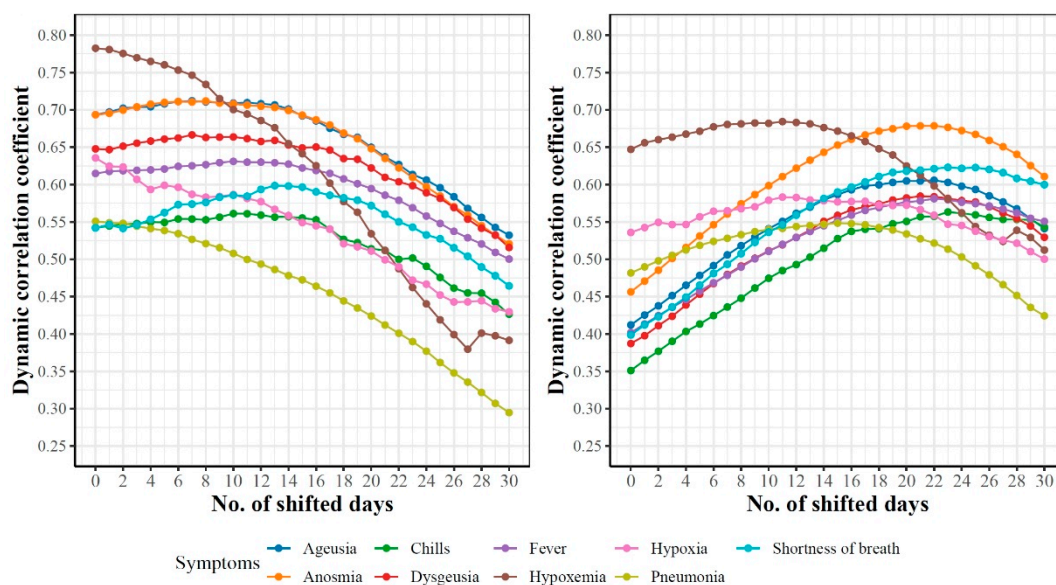 Dynamic correlation coefficient
0.80
0.75
0.70
0.65
0.60
0.55
0.50
0.45
0.40
0.35
0.30
0.25
0 2 4 6 8 10 12 14 16 18 20 22 24 26 28 30
No. of shifted days
Dynamic correlation coefficient
0.80
0.75
0.70
0.65
0.60
0.55
0.50
0.45
0.40
0.35
0.30
0.25
0 2 4 6 8 10 12 14 16 18 20 22 24 26 28 30
No. of shifted days
Symptoms
Ageusia Chills Fever Hypoxia Shortness of breath
Anosmia Dysgeusia Hypoxemia Pneumonia